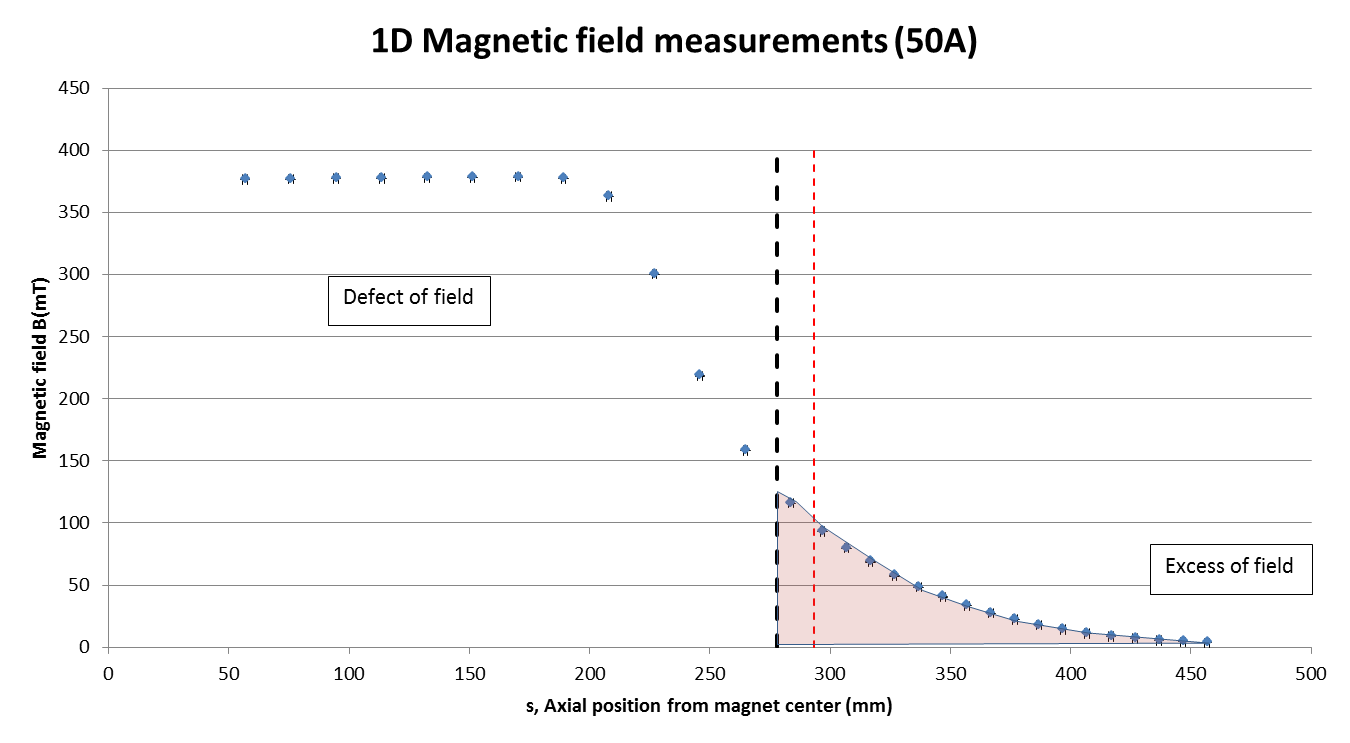 1D Magnetic field measurements (50A)
450
400
350
300
250
200
150
100
50
0
Magnetic field B(mT)
Defect of field
Excess of field
0 50 100 150 200 250 300 350 400 450 500
s, Axial position from magnet center (mm)